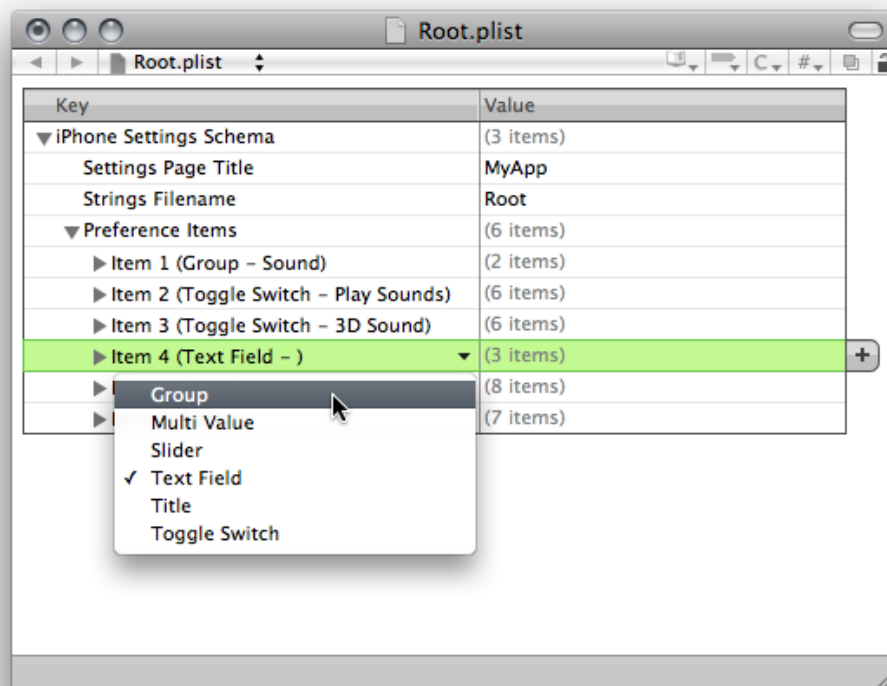 Root.plist
Root.plist
C #
Key Value
iPhone Settings Schema (3 items)
Settings Page Title MyApp
Strings Filename Root
Preference Items (6 items)
Item 1 (Group – Sound) (2 items)
Item 2 (Toggle Switch – Play Sounds) (6 items)
Item 3 (Toggle Switch – 3D Sound) (6 items)
Item 4 (Text Field – ) (3 items) +
(8 items)
(7 items)
Group
Multi Value
Slider
✓ Text Field
Title
Toggle Switch